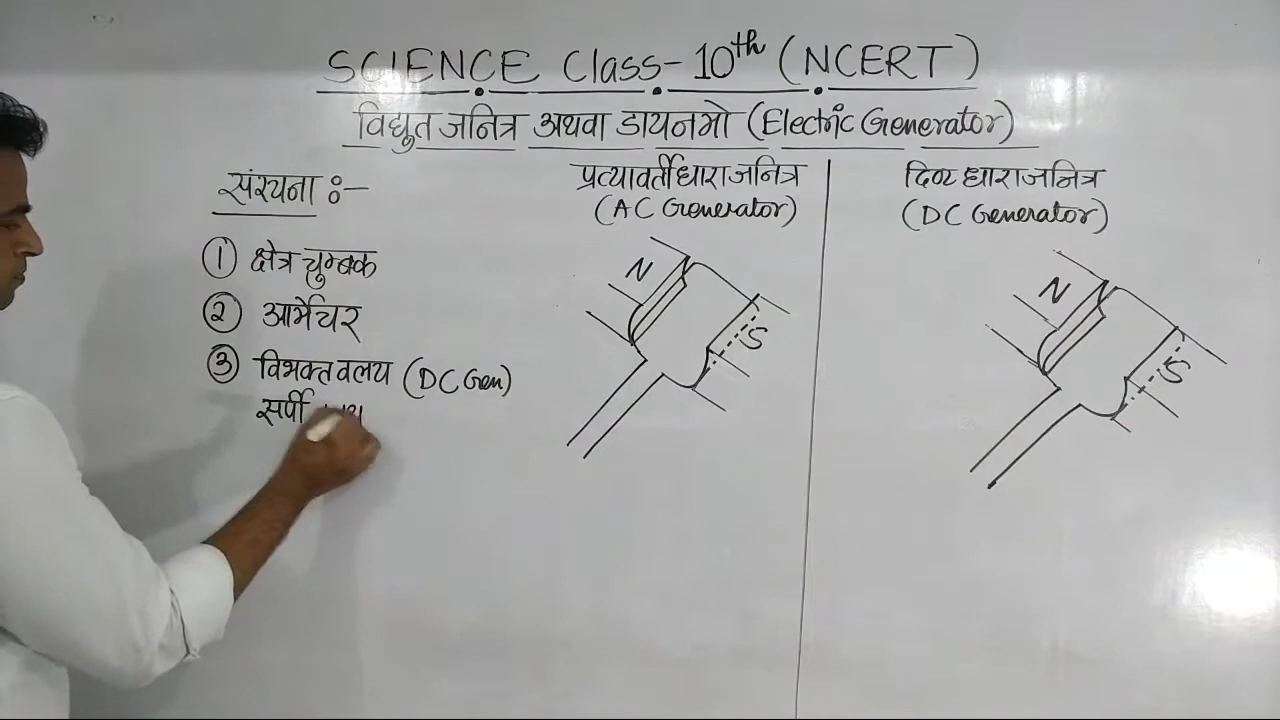 SCIENCE Class-10th (NCERT)
विद्युत जनित्र अथवा डायनमो (Electric Generator)
संरचना :-
① क्षेत्र चुम्बक
② आर्मेचर
③ विभक्त वलय (DC Gen)
सर्पी
प्रत्यावर्ती धारा जनित्र
(AC Generator)
N
S
दिष्ट धारा जनित्र
(DC Generator)
N
S